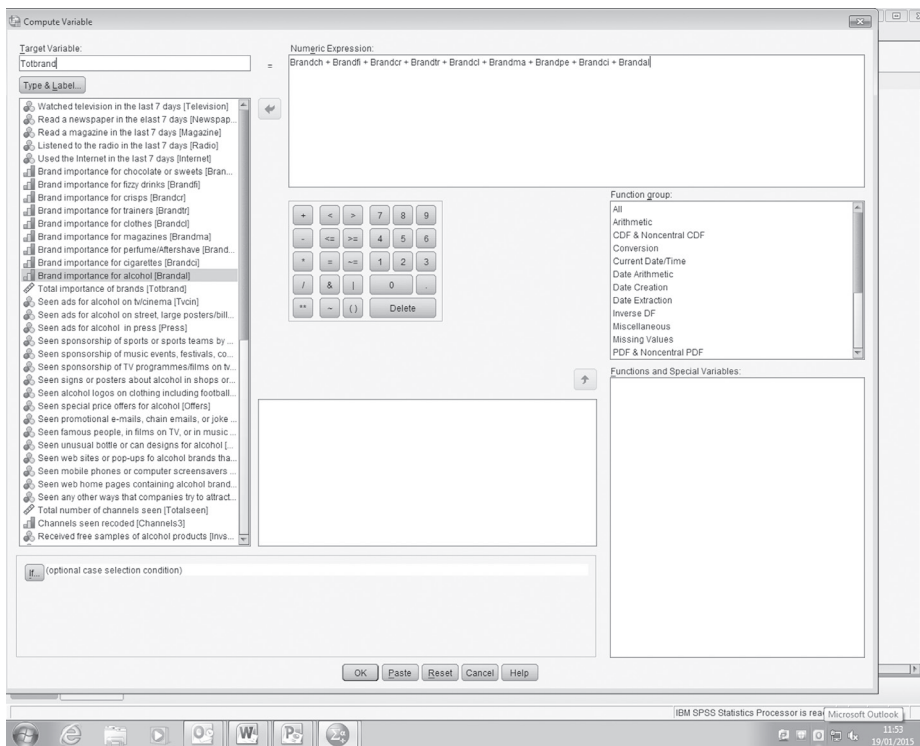 Compute Variable
Target Variable:
Totbrand
=
Numeric Expression:
Brandch + Brandfi + Brandcr + Brandtr + Brandcl + Brandma + Brandpe + Brandci + Brandal
Type & Label...
Watched television in the last 7 days [Television]
Read a newspaper in the elast 7 days [Newspap...
Read a magazine in the last 7 days [Magazine]
Listened to the radio in the last 7 days [Radio]
Used the Internet in the last 7 days [Internet]
Brand importance for chocolate or sweets [Bran...
Brand importance for fizzy drinks [Brandfi]
Brand importance for crisps [Brandcr]
Brand importance for trainers [Brandtr]
Brand importance for clothes [Brandcl]
Brand importance for magazines [Brandma]
Brand importance for perfume/Aftershave [Brand...
Brand importance for cigarettes [Brandci]
Brand importance for alcohol [Brandal]
Total importance of brands [Totbrand]
Seen ads for alcohol on tv/cinema [Tvcin]
Seen ads for alcohol on street, large posters/bill...
Seen ads for alcohol in press [Press]
Seen sponsorship of sports or sports teams by ...
Seen sponsorship of music events, festivals, co...
Seen sponsorship of TV programmes/films on tv...
Seen signs or posters about alcohol in shops or...
Seen alcohol logos on clothing including football...
Seen special price offers for alcohol [Offers]
Seen promotional e-mails, chain emails, or joke ...
Seen famous people, in films on TV, or in music ...
Seen unusual bottle or can designs for alcohol [...
Seen web sites or pop-ups fo alcohol brands tha...
Seen mobile phones or computer screensavers ...
Seen web home pages containing alcohol brand...
Seen any other ways that companies try to attract...
Total number of channels seen [Totalseen]
Channels seen recoded [Channels3]
Received free samples of alcohol products [Invs...
+ < > 7 8 9
- <= >= 4 5 6
* = ~= 1 2 3
/ & | 0 .
** ~ ( ) Delete
Function group:
All
Arithmetic
CDF & Noncentral CDF
Conversion
Current Date/Time
Date Arithmetic
Date Creation
Date Extraction
Inverse DF
Miscellaneous
Missing Values
PDF & Noncentral PDF
Functions and Special Variables:
If... (optional case selection condition)
OK Paste Reset Cancel Help
IBM SPSS Statistics Processor is rea
Microsoft Outlook
11:53
19/01/2015